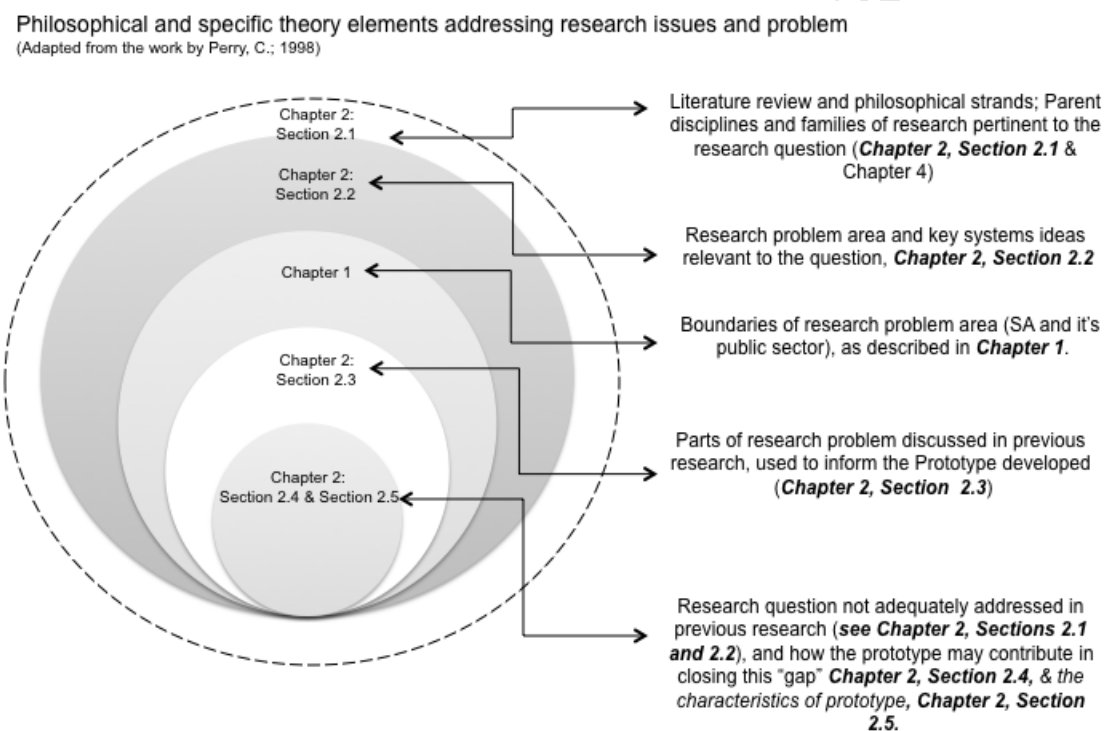 Philosophical and specific theory elements addressing research issues and problem
(Adapted from the work by Perry, C.; 1998)
Chapter 2:
Section 2.1
Chapter 2:
Section 2.2
Chapter 1
Chapter 2:
Section 2.3
Chapter 2:
Section 2.4 & Section 2.5
Literature review and philosophical strands; Parent
disciplines and families of research pertinent to the
research question (Chapter 2, Section 2.1 &
Chapter 4)
Research problem area and key systems ideas
relevant to the question, Chapter 2, Section 2.2
Boundaries of research problem area (SA and it's
public sector), as described in Chapter 1.
Parts of research problem discussed in previous
research, used to inform the Prototype developed
(Chapter 2, Section 2.3)
Research question not adequately addressed in
previous research (see Chapter 2, Sections 2.1
and 2.2), and how the prototype may contribute in
closing this “gap” Chapter 2, Section 2.4, & the
characteristics of prototype, Chapter 2, Section
2.5.